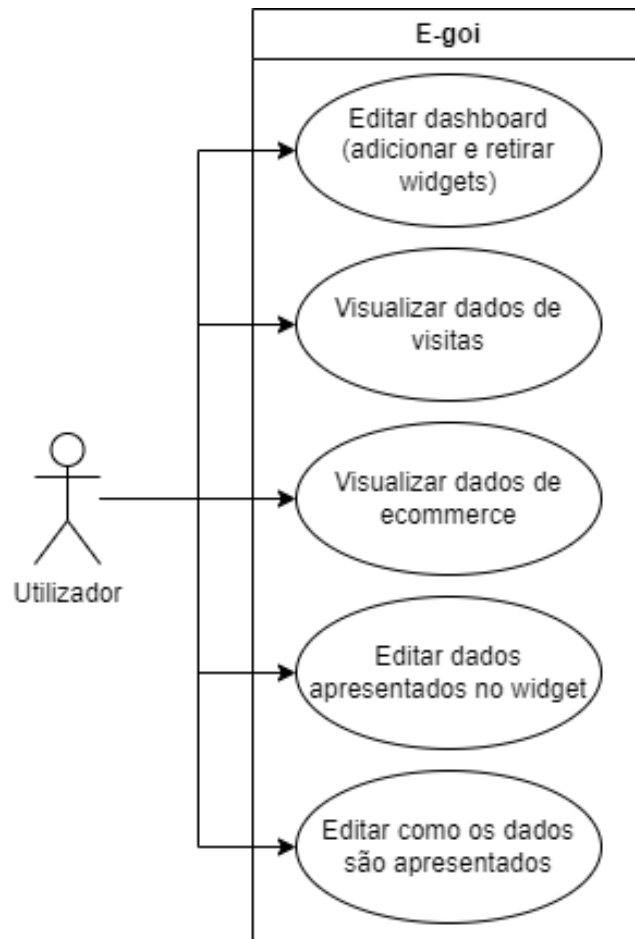 E-goi
Editar dashboard
(adicionar e retirar
widgets)
Visualizar dados de
visitas
Visualizar dados de
ecommerce
Utilizador
Editar dados
apresentados no widget
Editar como os dados
são apresentados